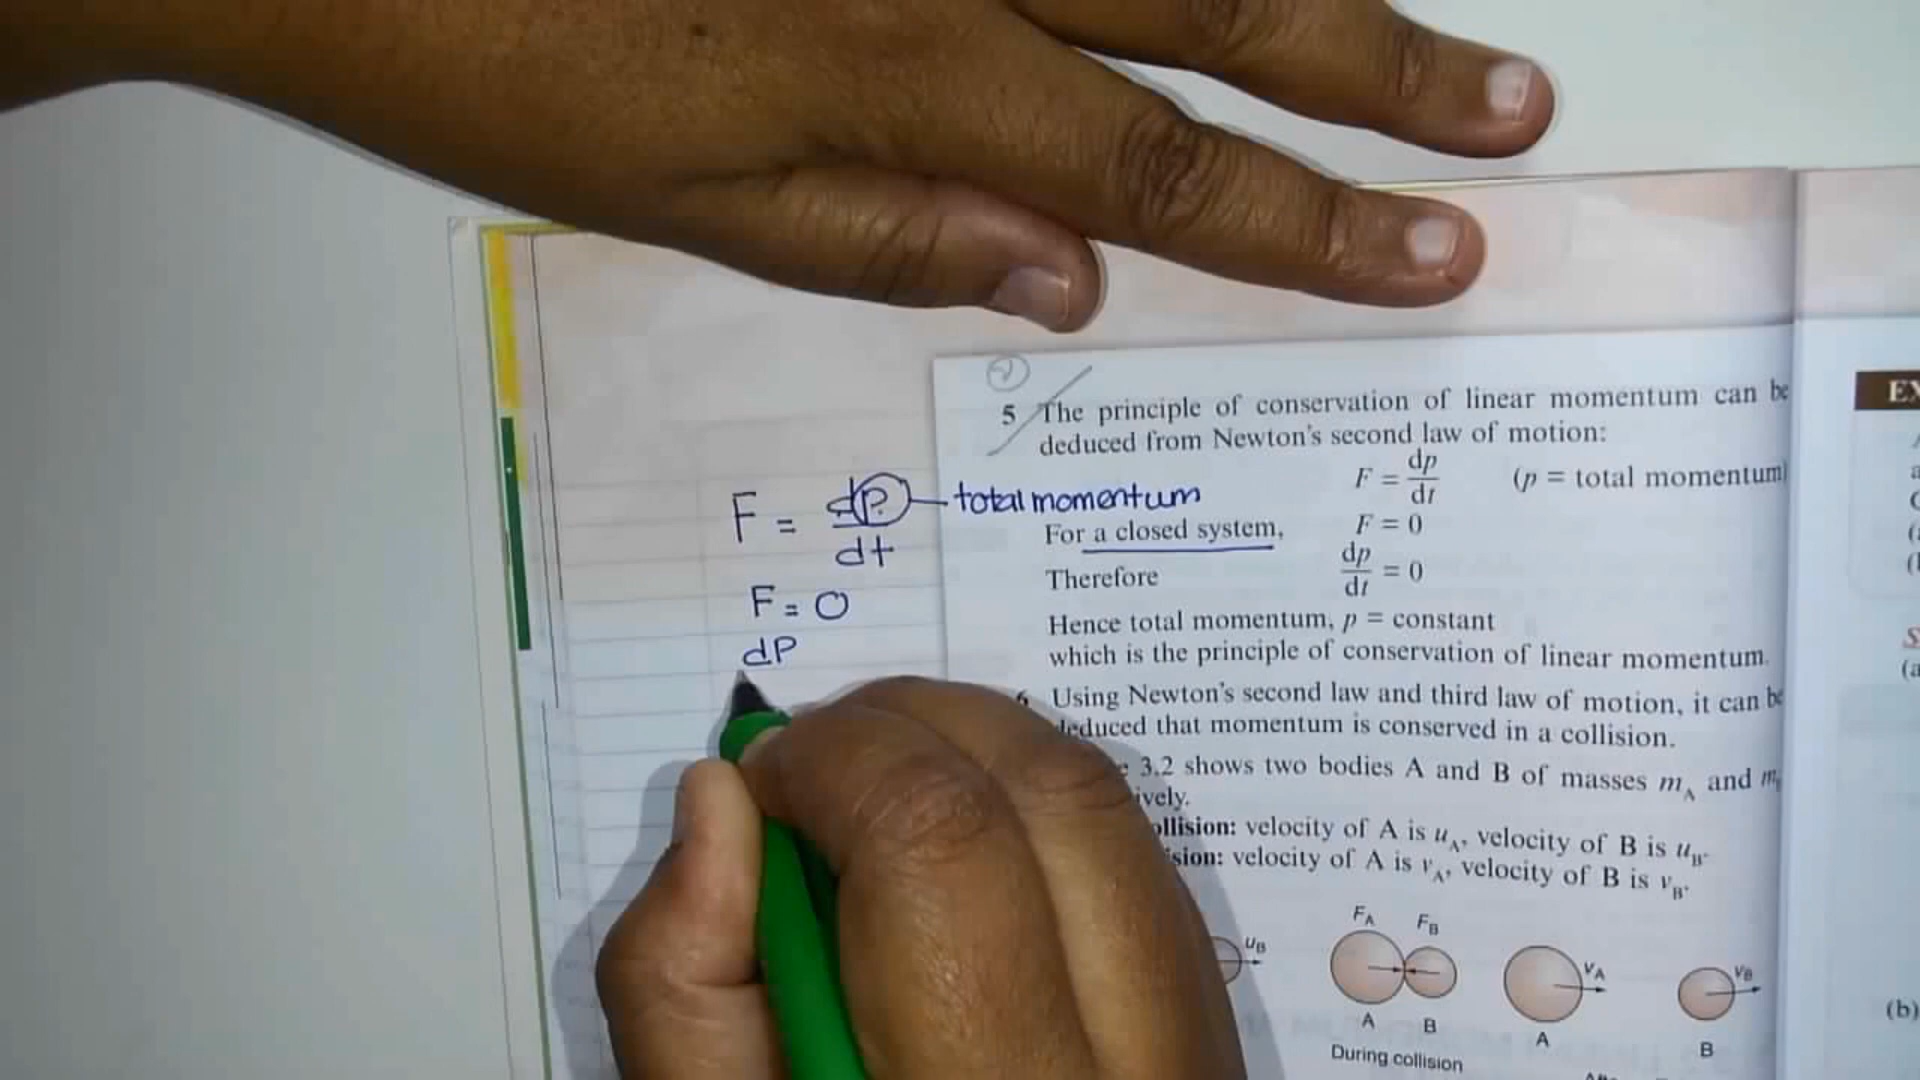 5 The principle of conservation of linear momentum can be
deduced from Newton's second law of motion:
F = dp/dt (p = total momentum)
For a closed system, F = 0
Therefore dp/dt = 0
Hence total momentum, p = constant
which is the principle of conservation of linear momentum.
6 Using Newton's second law and third law of motion, it can be
deduced that momentum is conserved in a collision.
3.2 shows two bodies A and B of masses m_A and m
velocity of A is u_A, velocity of B is u_B.
velocity of A is v_A, velocity of B is v_B.
F_A F_B
u_B v_A v_B
A B A B
During collision
F = dP/dt total momentum
F = 0
dP
(b)